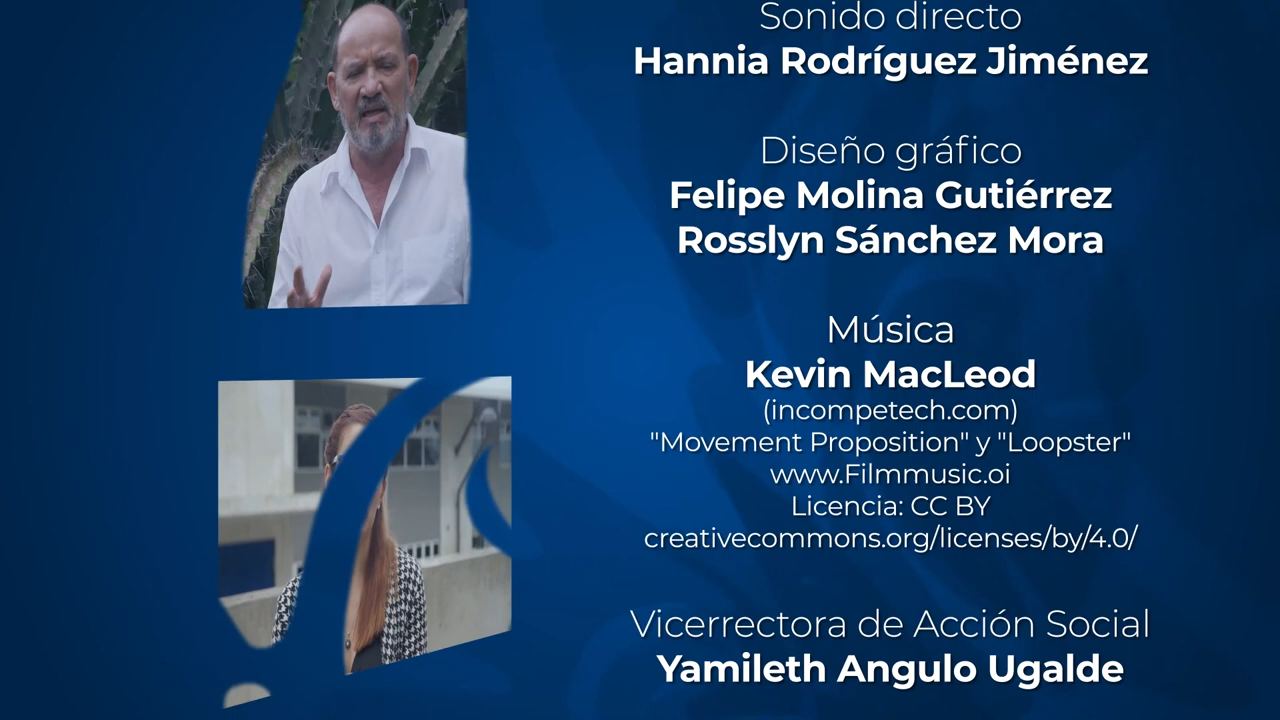 Sonido directo
Hannia Rodríguez Jiménez
Diseño gráfico
Felipe Molina Gutiérrez
Rosslyn Sánchez Mora
Música
Kevin MacLeod
(incompetech.com)
"Movement Proposition" y "Loopster"
www.Filmmusic.oi
Licencia: CC BY
creativecommons.org/licenses/by/4.0/
Vicerrectora de Acción Social
Yamileth Angulo Ugalde